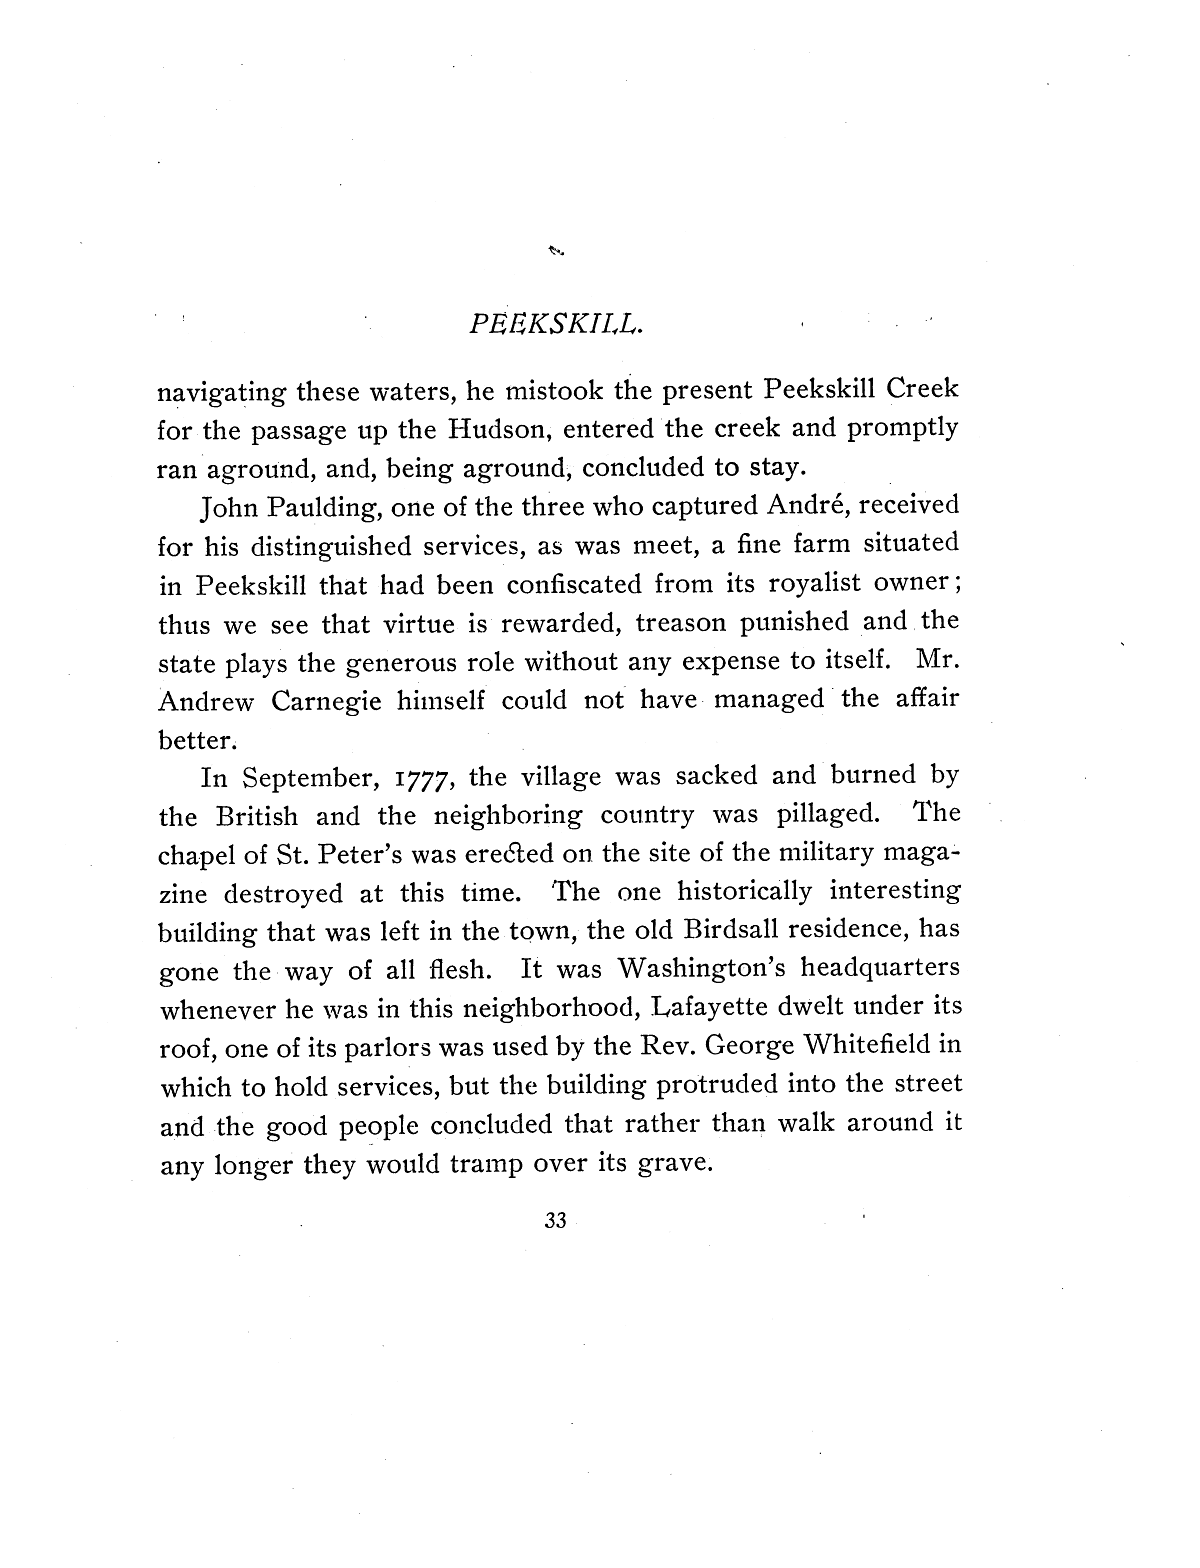 PEEKSKILL.
navigating these waters, he mistook the present Peekskill Creek
for the passage up the Hudson, entered the creek and promptly
ran aground, and, being aground, concluded to stay.
John Paulding, one of the three who captured André, received
for his distinguished services, as was meet, a fine farm situated
in Peekskill that had been confiscated from its royalist owner;
thus we see that virtue is rewarded, treason punished and the
state plays the generous role without any expense to itself. Mr.
Andrew Carnegie himself could not have managed the affair
better.
In September, 1777, the village was sacked and burned by
the British and the neighboring country was pillaged. The
chapel of St. Peter's was erected on the site of the military maga-
zine destroyed at this time. The one historically interesting
building that was left in the town, the old Birdsall residence, has
gone the way of all flesh. It was Washington's headquarters
whenever he was in this neighborhood, Lafayette dwelt under its
roof, one of its parlors was used by the Rev. George Whitefield in
which to hold services, but the building protruded into the street
and the good people concluded that rather than walk around it
any longer they would tramp over its grave.
33